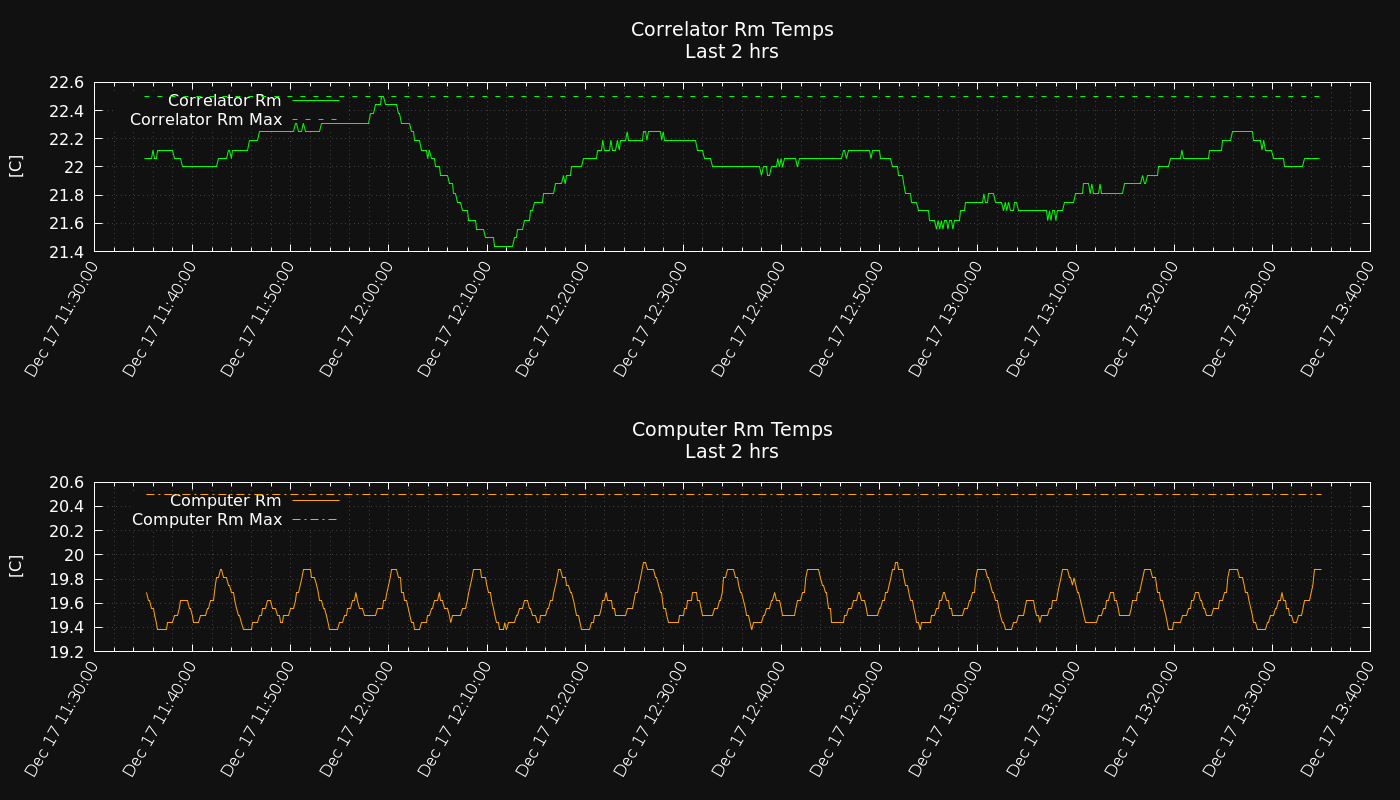 Correlator Rm Temps
Last 2 hrs
22.6
22.4
22.2
22
21.8
21.6
21.4
[C]
Correlator Rm
Correlator Rm Max
Dec 17 11:30:00
Dec 17 11:40:00
Dec 17 11:50:00
Dec 17 12:00:00
Dec 17 12:10:00
Dec 17 12:20:00
Dec 17 12:30:00
Dec 17 12:40:00
Dec 17 12:50:00
Dec 17 13:00:00
Dec 17 13:10:00
Dec 17 13:20:00
Dec 17 13:30:00
Dec 17 13:40:00
Computer Rm Temps
Last 2 hrs
20.6
20.4
20.2
20
19.8
19.6
19.4
19.2
[C]
Computer Rm
Computer Rm Max
Dec 17 11:30:00
Dec 17 11:40:00
Dec 17 11:50:00
Dec 17 12:00:00
Dec 17 12:10:00
Dec 17 12:20:00
Dec 17 12:30:00
Dec 17 12:40:00
Dec 17 12:50:00
Dec 17 13:00:00
Dec 17 13:10:00
Dec 17 13:20:00
Dec 17 13:30:00
Dec 17 13:40:00